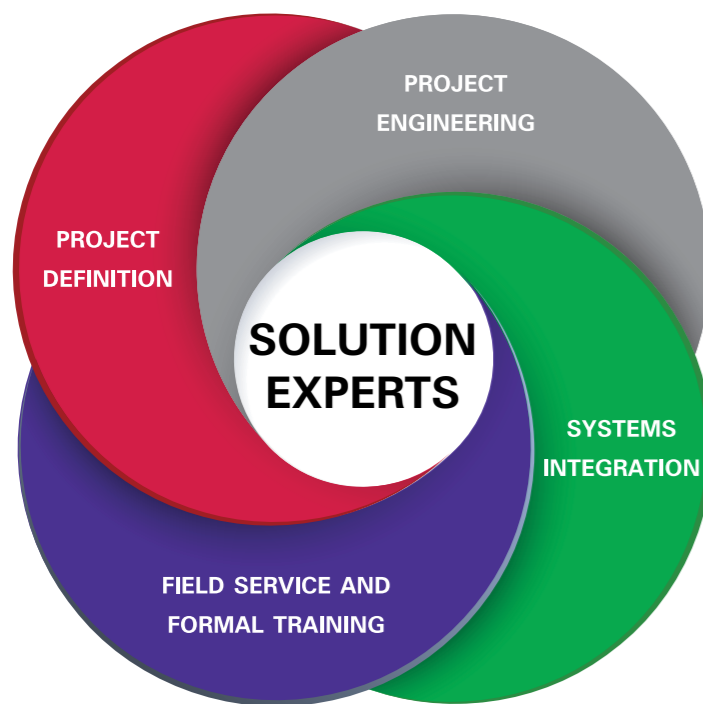 PROJECT
ENGINEERING
PROJECT
DEFINITION
SOLUTION
EXPERTS
SYSTEMS
INTEGRATION
FIELD SERVICE AND
FORMAL TRAINING